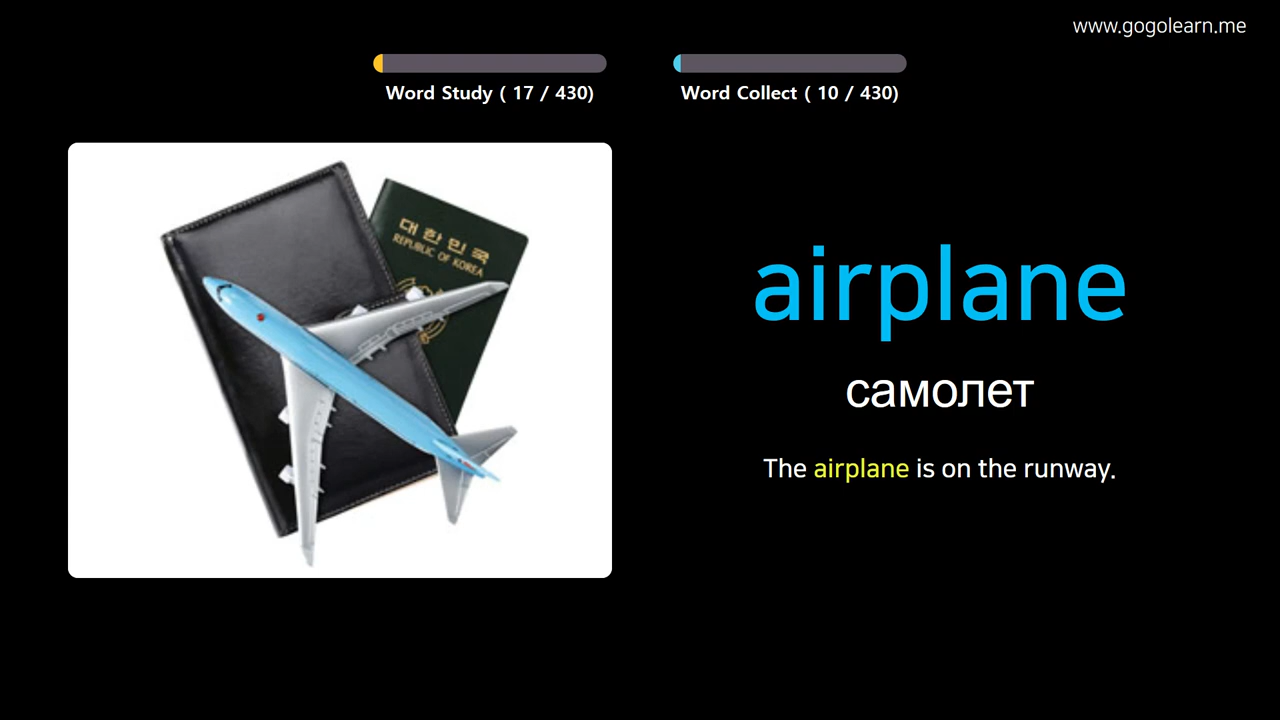 www.gogolearn.me
Word Study ( 17 / 430)
Word Collect ( 10 / 430)
대한민국
REPUBLIC OF KOREA
airplane
самолет
The airplane is on the runway.